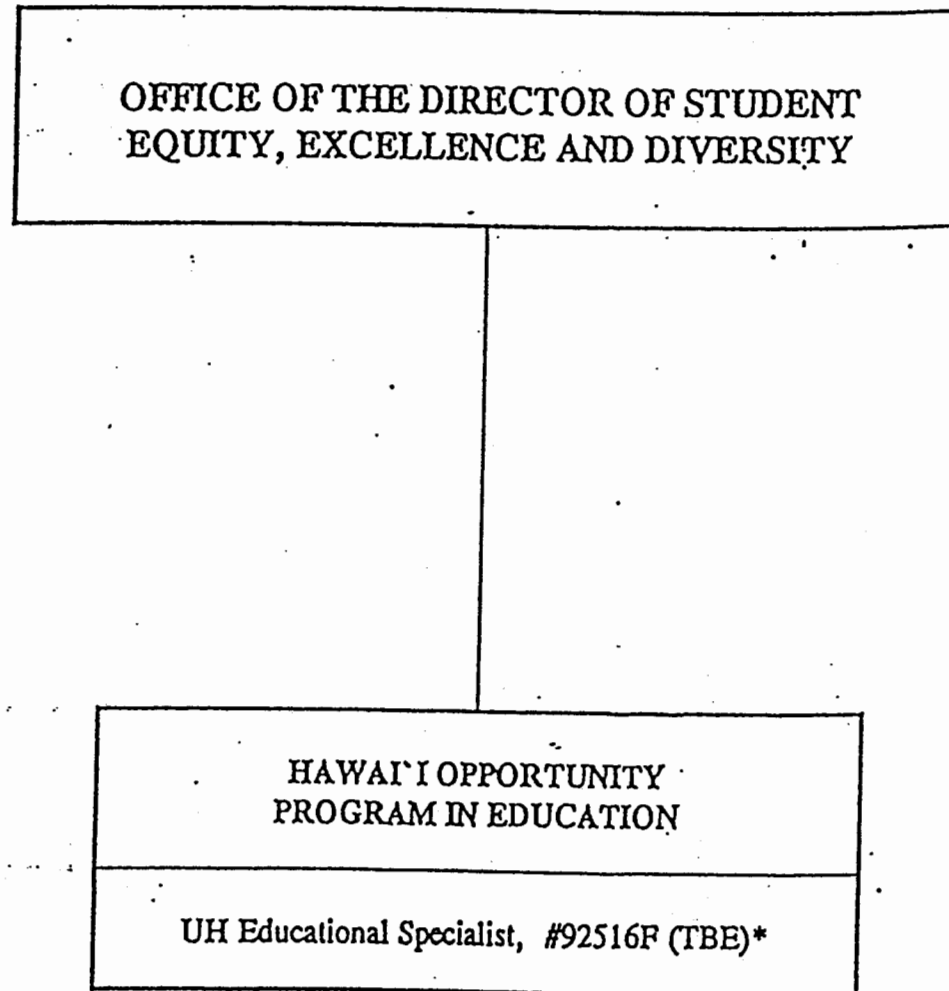 OFFICE OF THE DIRECTOR OF STUDENT
EQUITY, EXCELLENCE AND DIVERSITY
HAWAI`I OPPORTUNITY
PROGRAM IN EDUCATION
UH Educational Specialist, #92516F (TBE)*